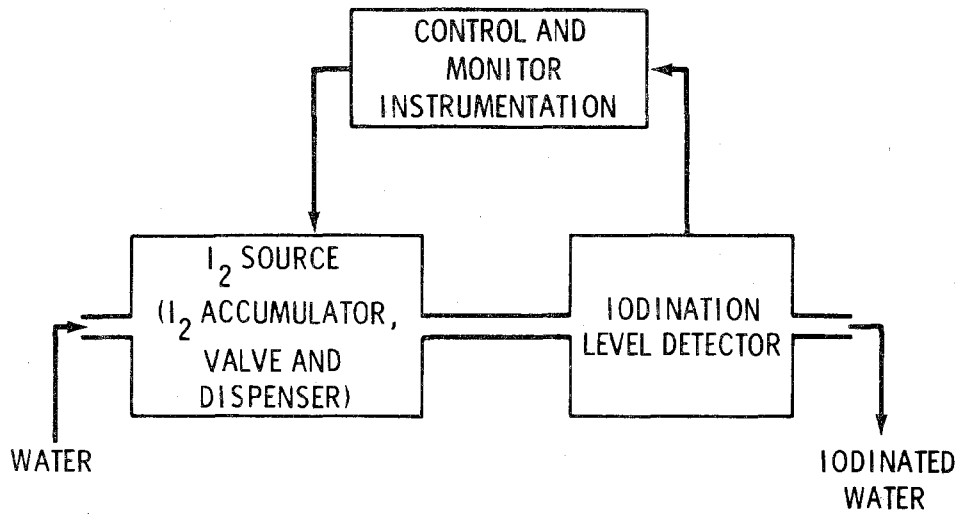 CONTROL AND
MONITOR
INSTRUMENTATION
I2 SOURCE
(I2 ACCUMULATOR,
VALVE AND
DISPENSER)
IODINATION
LEVEL DETECTOR
WATER
IODINATED
WATER